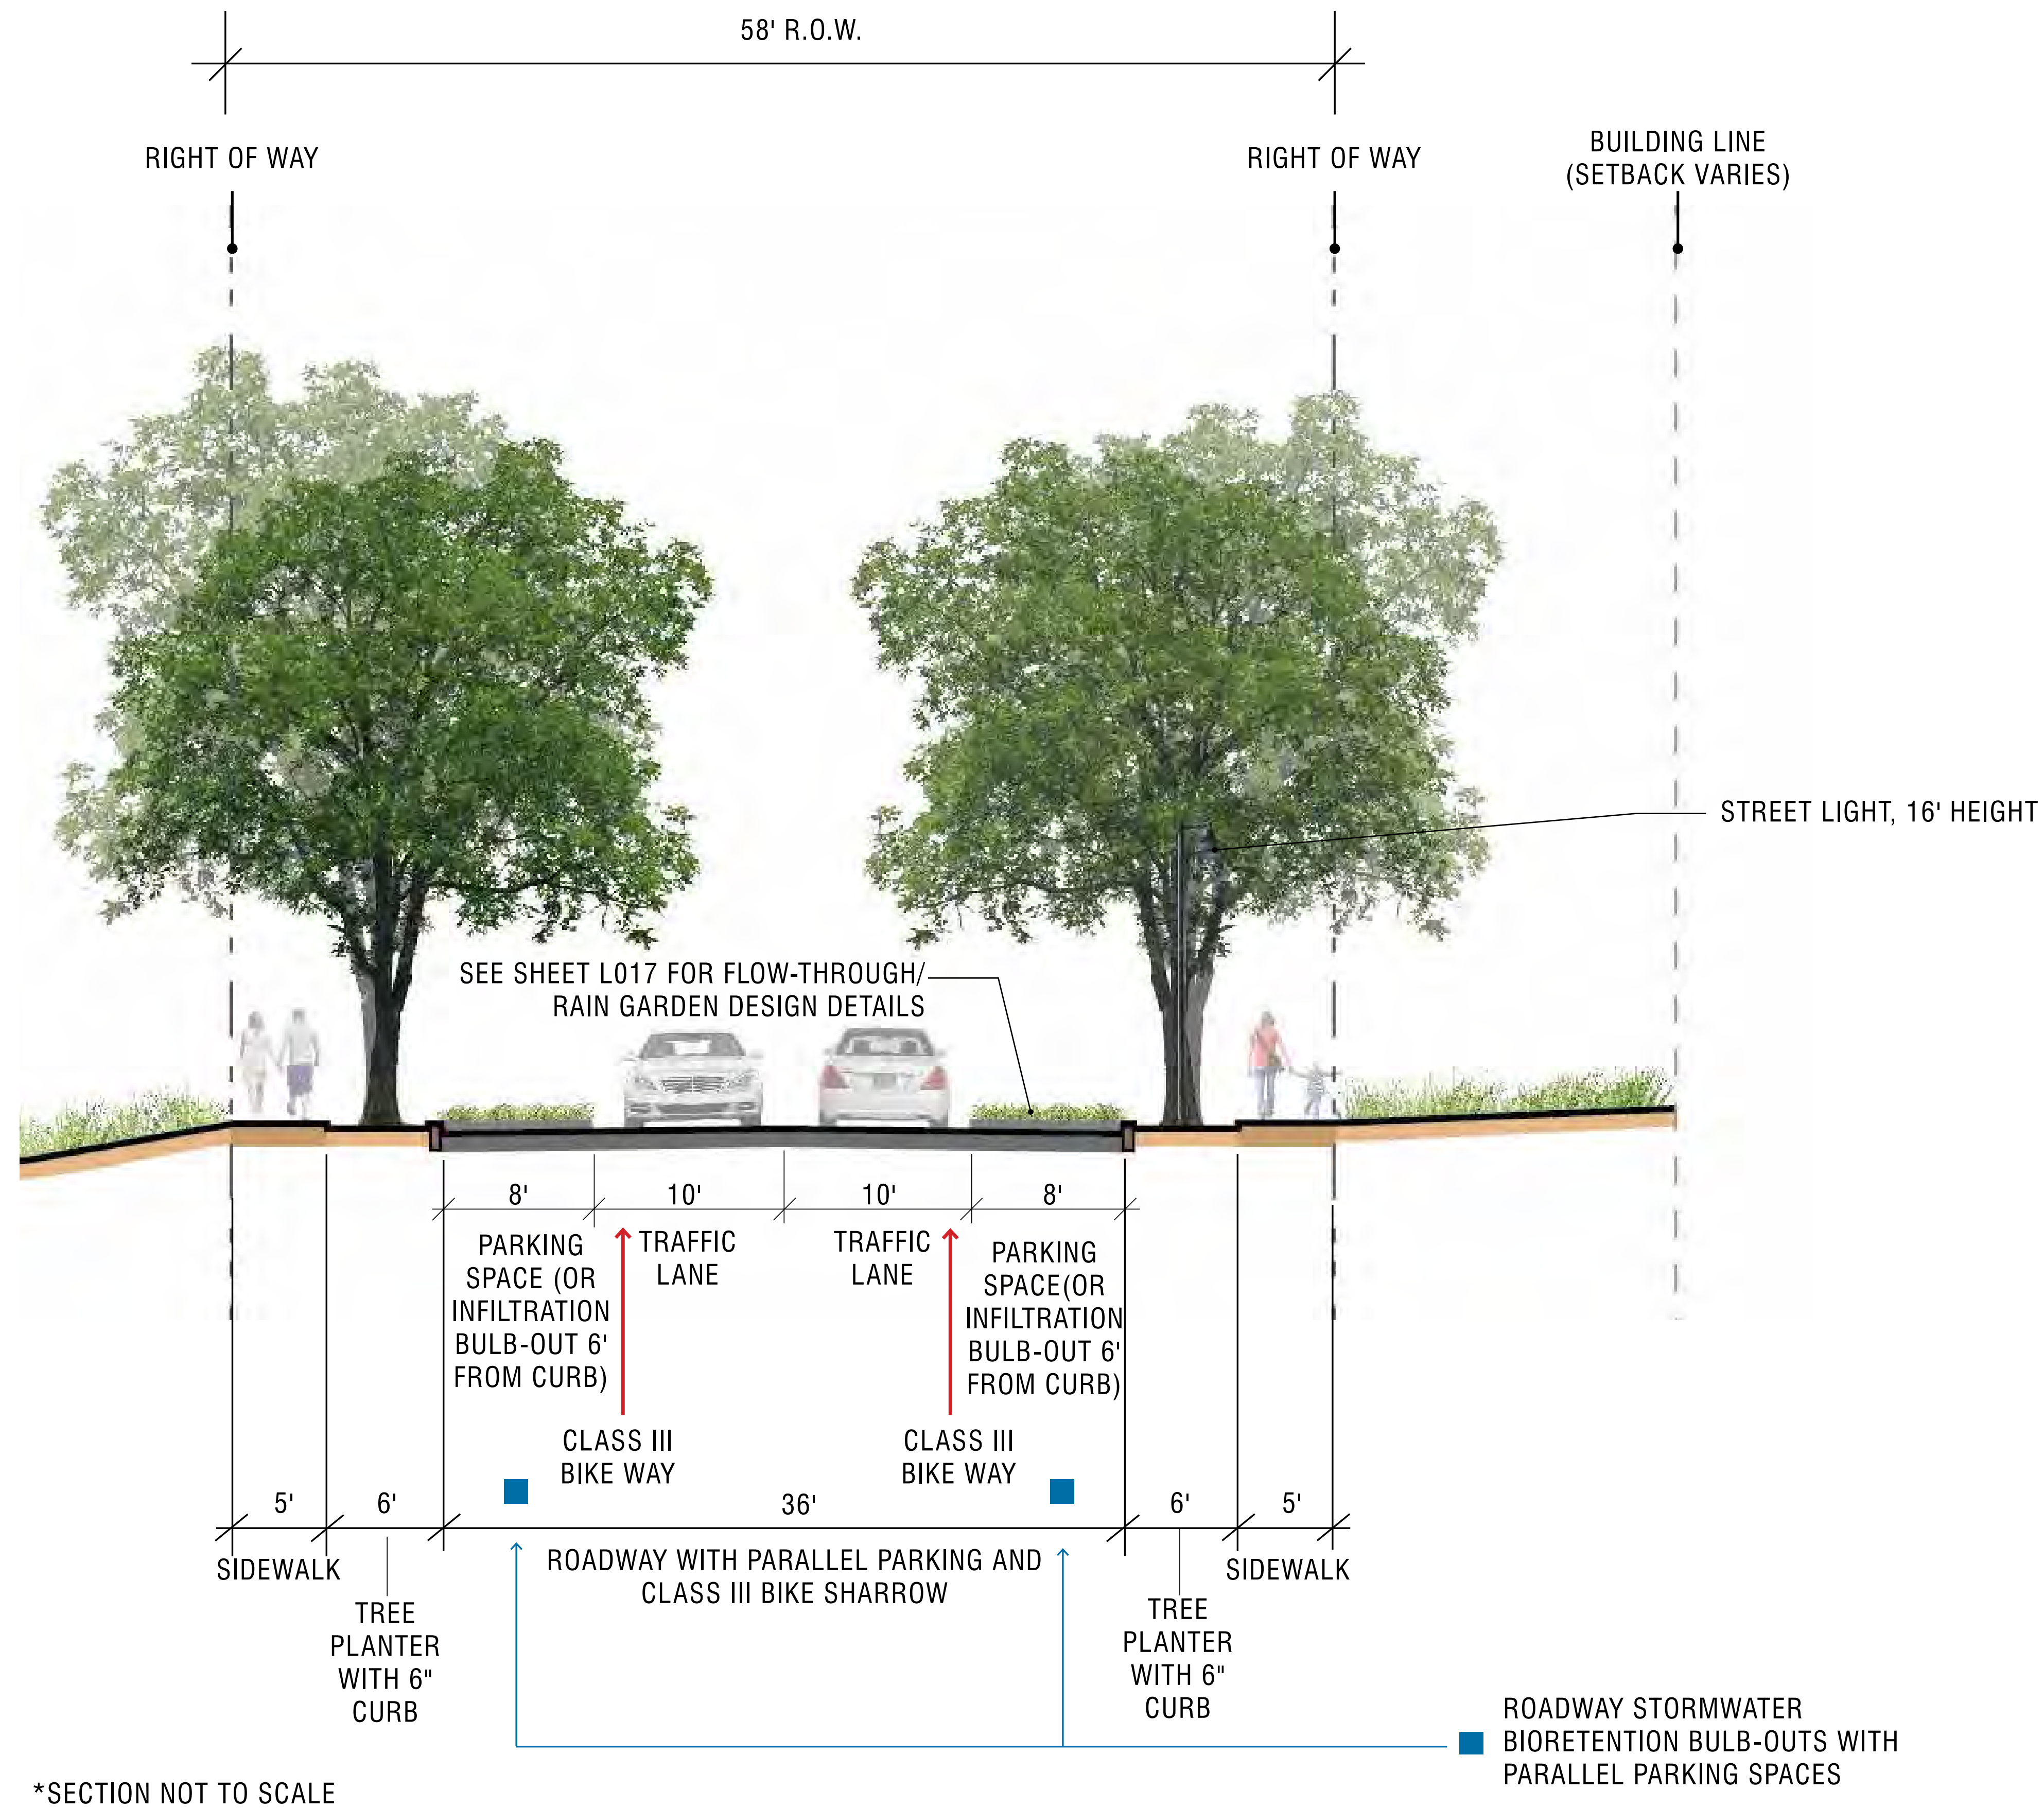 58' R.O.W.
RIGHT OF WAY
RIGHT OF WAY
BUILDING LINE
(SETBACK VARIES)
STREET LIGHT, 16' HEIGHT
SEE SHEET L017 FOR FLOW-THROUGH/
RAIN GARDEN DESIGN DETAILS
8'
10'
10'
8'
PARKING
SPACE (OR
INFILTRATION
BULB-OUT 6'
FROM CURB)
TRAFFIC
LANE
TRAFFIC
LANE
PARKING
SPACE(OR
INFILTRATION
BULB-OUT 6'
FROM CURB)
CLASS III
BIKE WAY
CLASS III
BIKE WAY
5'
6'
36'
6'
5'
SIDEWALK
ROADWAY WITH PARALLEL PARKING AND
CLASS III BIKE SHARROW
SIDEWALK
TREE
PLANTER
WITH 6"
CURB
TREE
PLANTER
WITH 6"
CURB
ROADWAY STORMWATER
BIORETENTION BULB-OUTS WITH
PARALLEL PARKING SPACES
*SECTION NOT TO SCALE